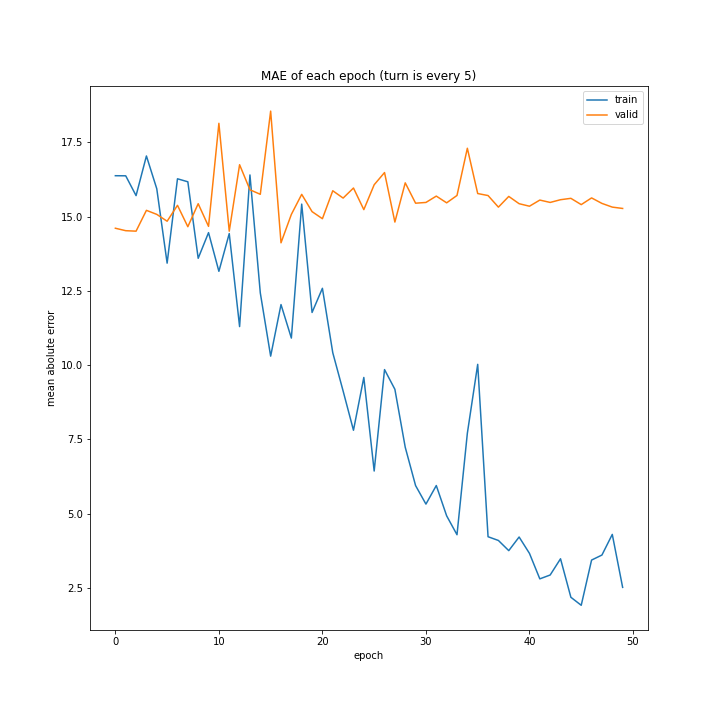 MAE of each epoch (turn is every 5)
train
valid
17.5
15.0
12.5
10.0
7.5
5.0
2.5
mean abolute error
0 10 20 30 40 50
epoch